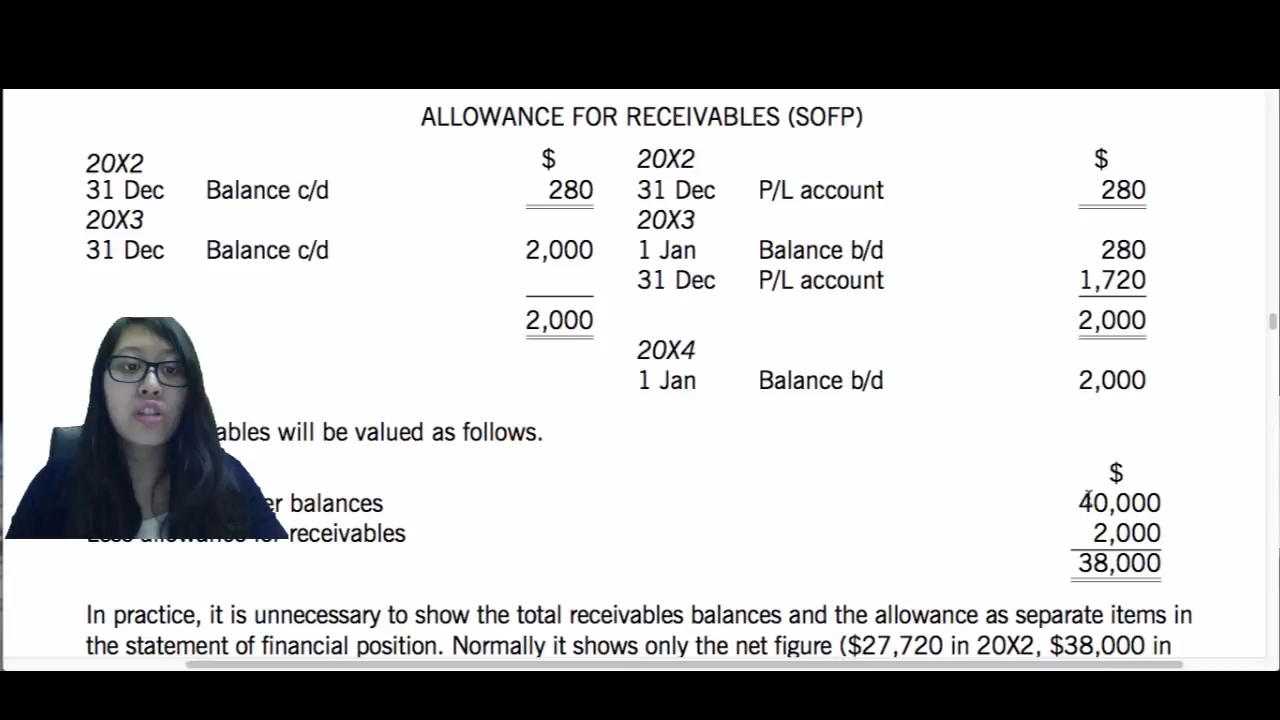 ALLOWANCE FOR RECEIVABLES (SOFP)
20X2 $ 20X2 $
31 Dec Balance c/d 280 31 Dec P/L account 280
20X3 20X3
31 Dec Balance c/d 2,000 1 Jan Balance b/d 280
31 Dec P/L account 1,720
2,000 2,000
20X4
1 Jan Balance b/d 2,000
ables will be valued as follows.
$
er balances 40,000
receivables 2,000
38,000
In practice, it is unnecessary to show the total receivables balances and the allowance as separate items in
the statement of financial position. Normally it shows only the net figure ($27,720 in 20X2, $38,000 in